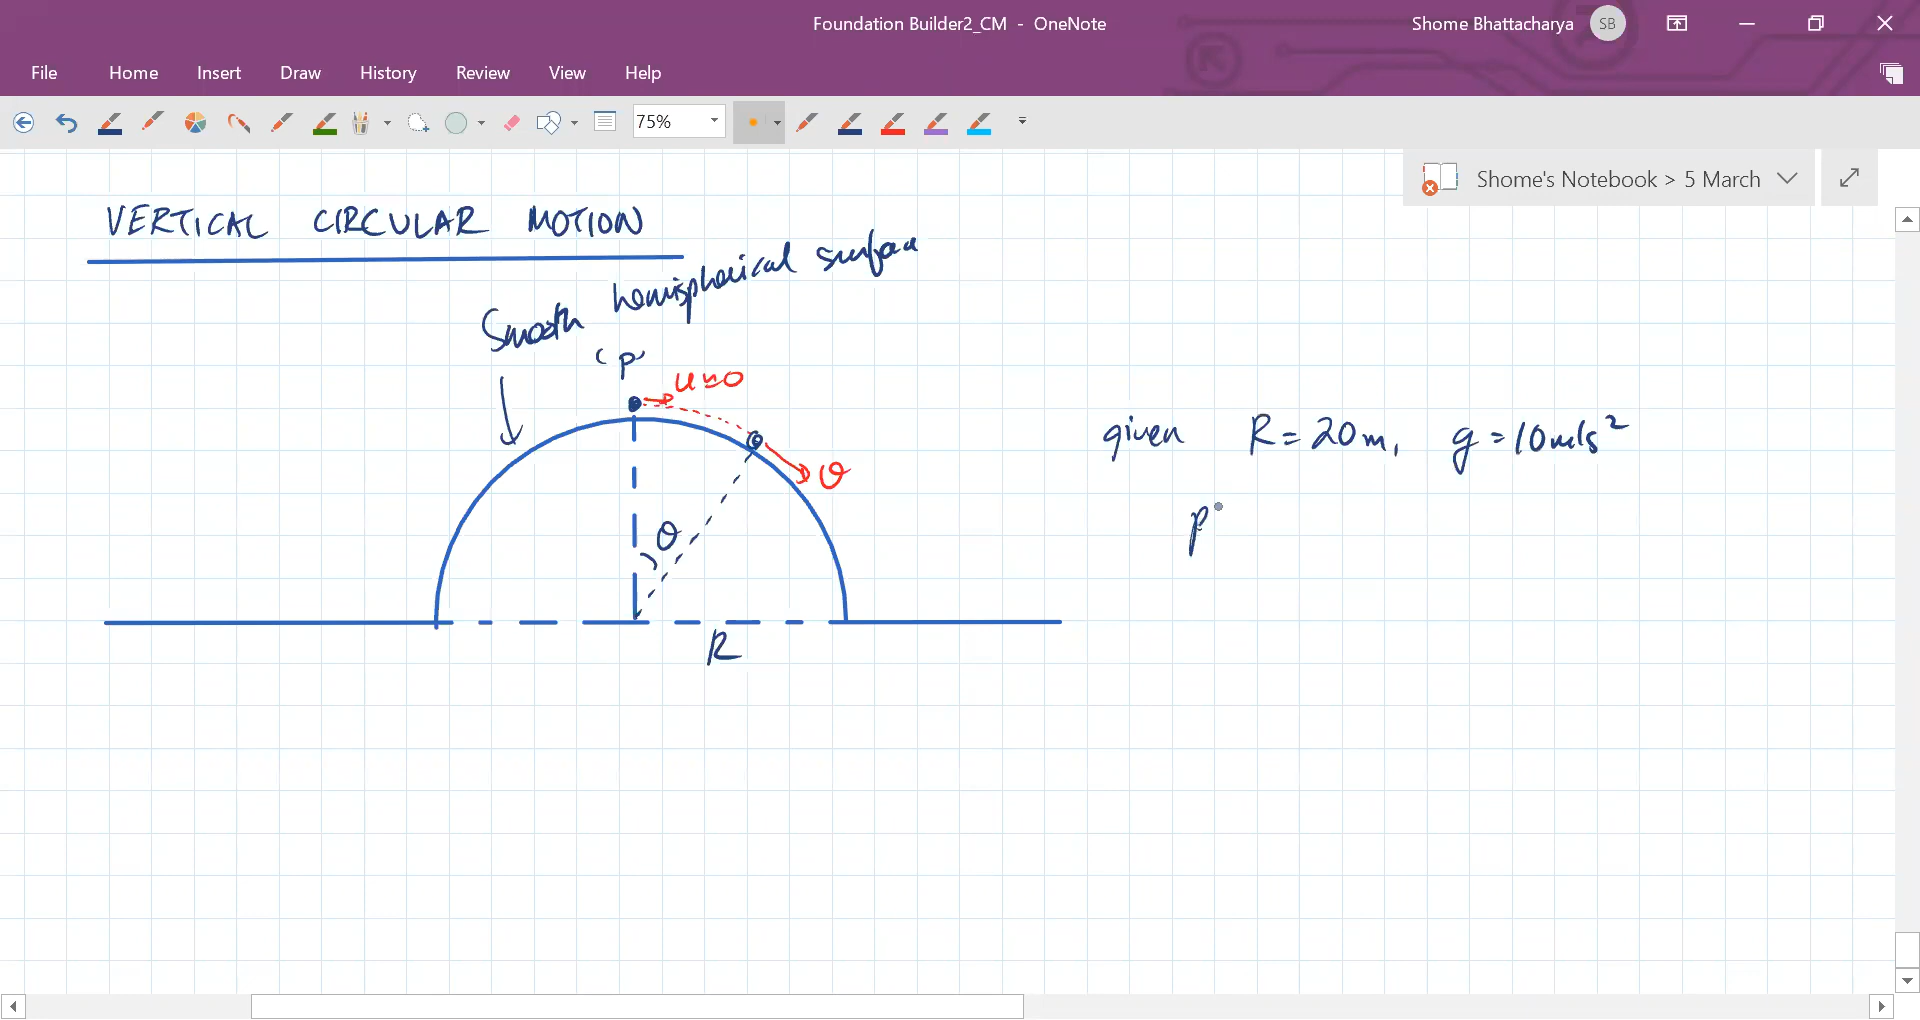 Foundation Builder2_CM - OneNote
Shome Bhattacharya SB
File Home Insert Draw History Review View Help
75%
Shome's Notebook > 5 March
VERTICAL CIRCULAR MOTION
Smooth hemispherical surface
'P'
u≈0
v
θ
R
given R = 20m, g = 10m/s²
P